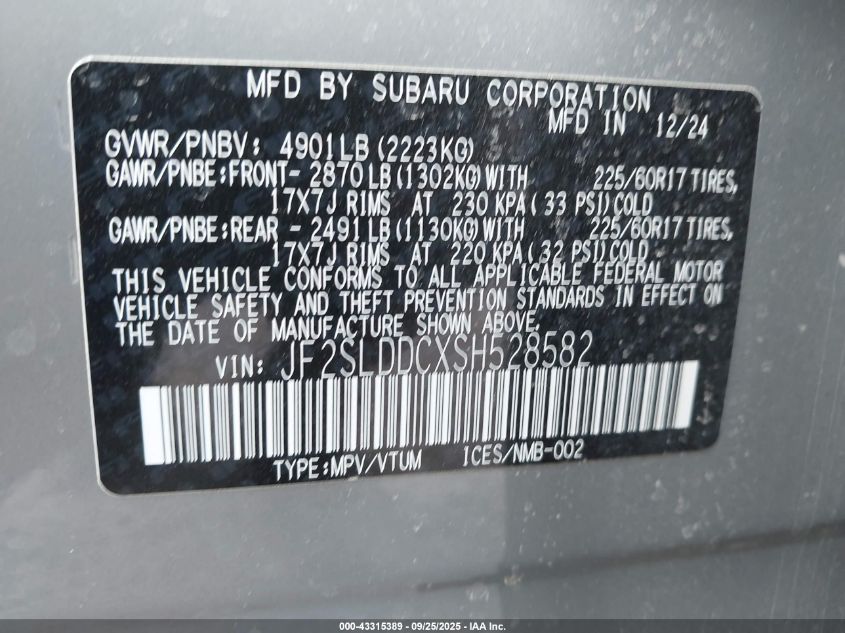 MFD BY SUBARU CORPORATION
MFD IN 12/24
GVWR/PNBV: 4901LB (2223KG)
GAWR/PNBE:FRONT- 2870LB(1302KG)WITH 225/60R17 TIRES,
17X7J RIMS AT 230 KPA( 33 PSI)COLD
GAWR/PNBE:REAR - 2491LB(1130KG)WITH 225/60R17 TIRES,
17X7J RIMS AT 220 KPA( 32 PSI)COLD
THIS VEHICLE CONFORMS TO ALL APPLICABLE FEDERAL MOTOR
VEHICLE SAFETY AND THEFT PREVENTION STANDARDS IN EFFECT ON
THE DATE OF MANUFACTURE SHOWN ABOVE.
VIN: JF2SLDDCXSH528582
TYPE:MPV/VTUM ICES/NMB-002
000-43315389 - 09/25/2025 - IAA Inc.